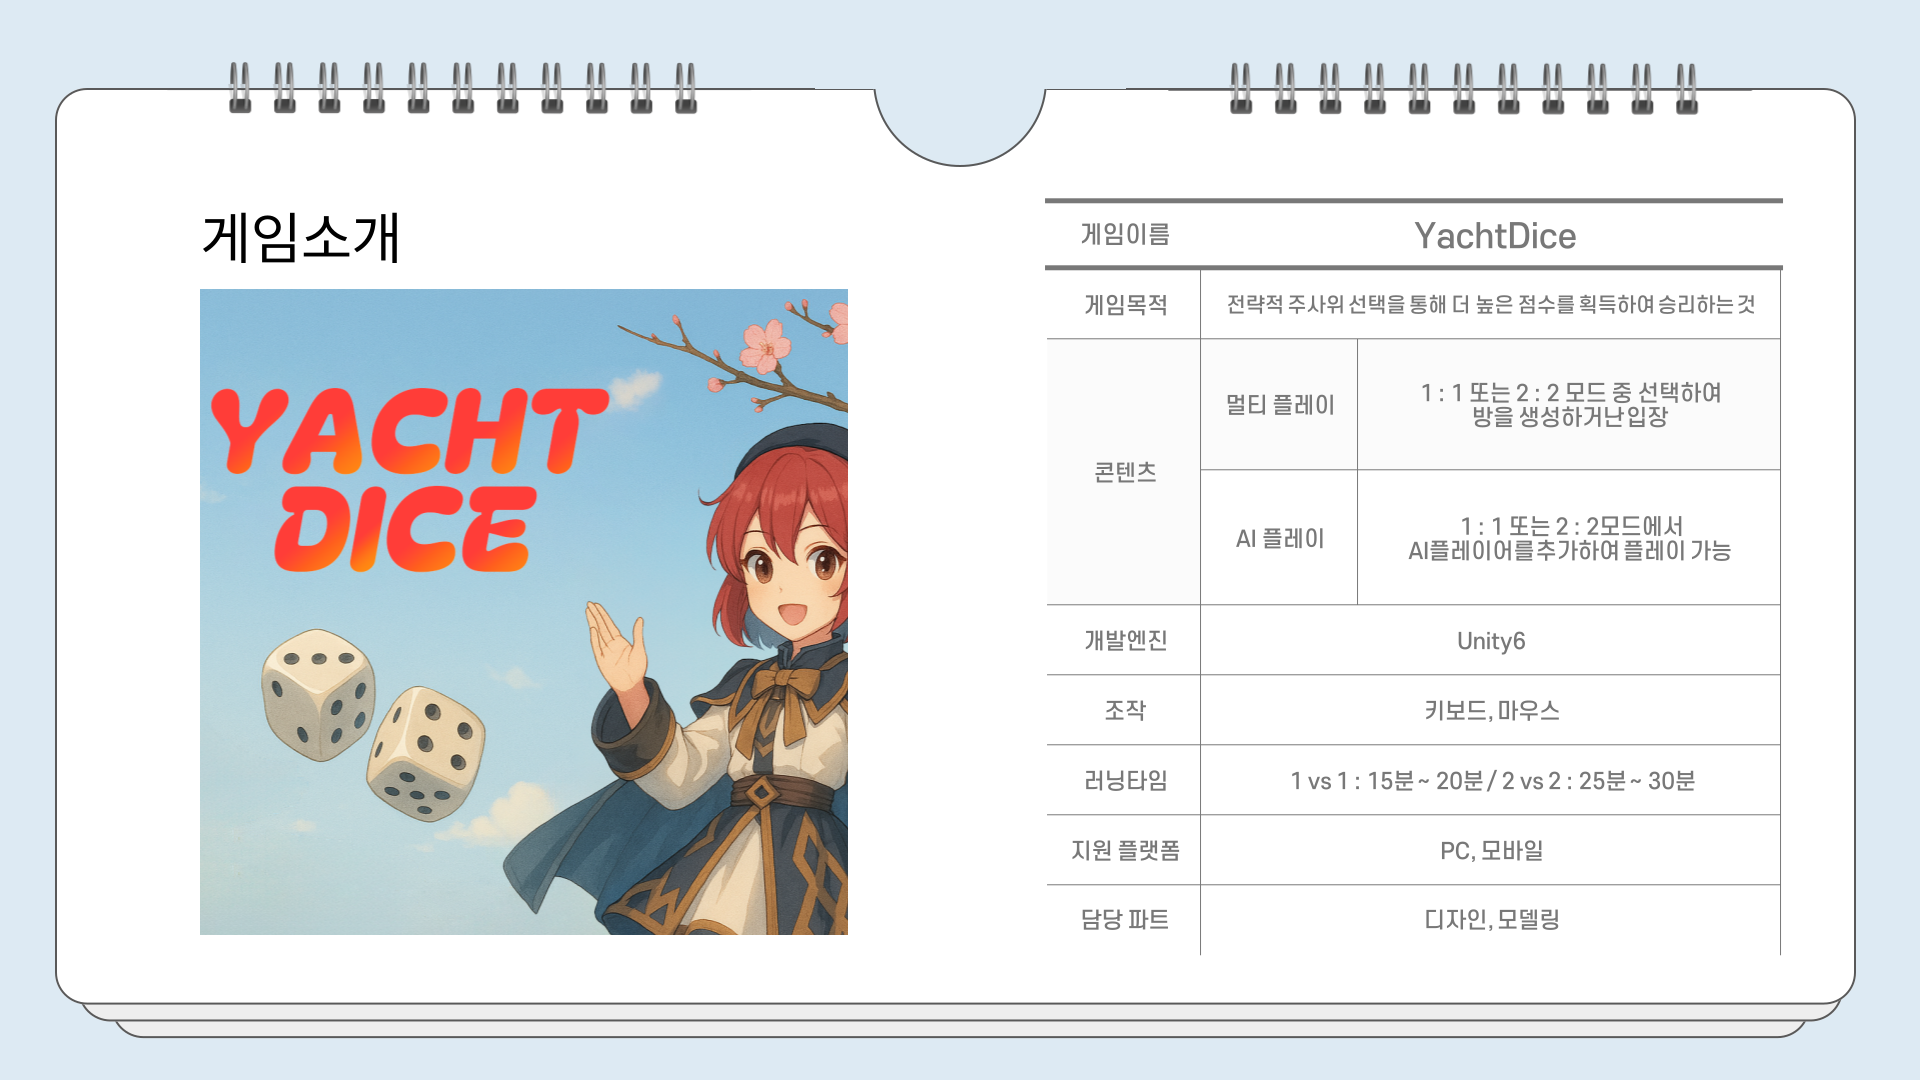 게임소개
YACHT
DICE
게임이름 YachtDice
게임목적 전략적 주사위 선택을 통해 더 높은 점수를 획득하여 승리하는 것
콘텐츠
멀티 플레이
1 : 1 또는 2 : 2 모드 중 선택하여
방을 생성하거난 입장
AI 플레이
1 : 1 또는 2 : 2모드에서
AI플레이어를 추가하여 플레이 가능
개발엔진 Unity6
조작 키보드, 마우스
러닝타임 1 vs 1 : 15분 ~ 20분 / 2 vs 2 : 25분 ~ 30분
지원 플랫폼 PC, 모바일
담당 파트 디자인, 모델링